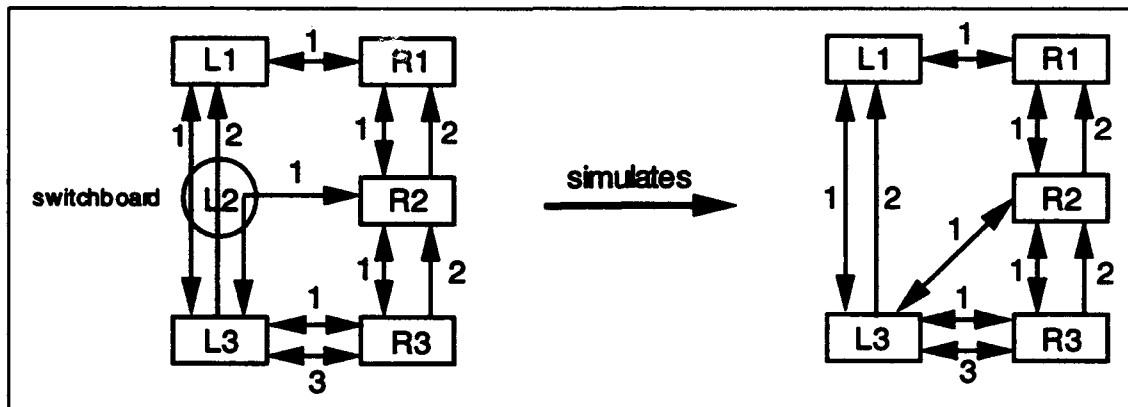 L1 1 R1
1 2 1 2
switchboard L2 1 R2
1 2
1
L3 3 R3
simulates
L1 1 R1
1 2
1 2 R2
1
1 2
1
L3 3 R3